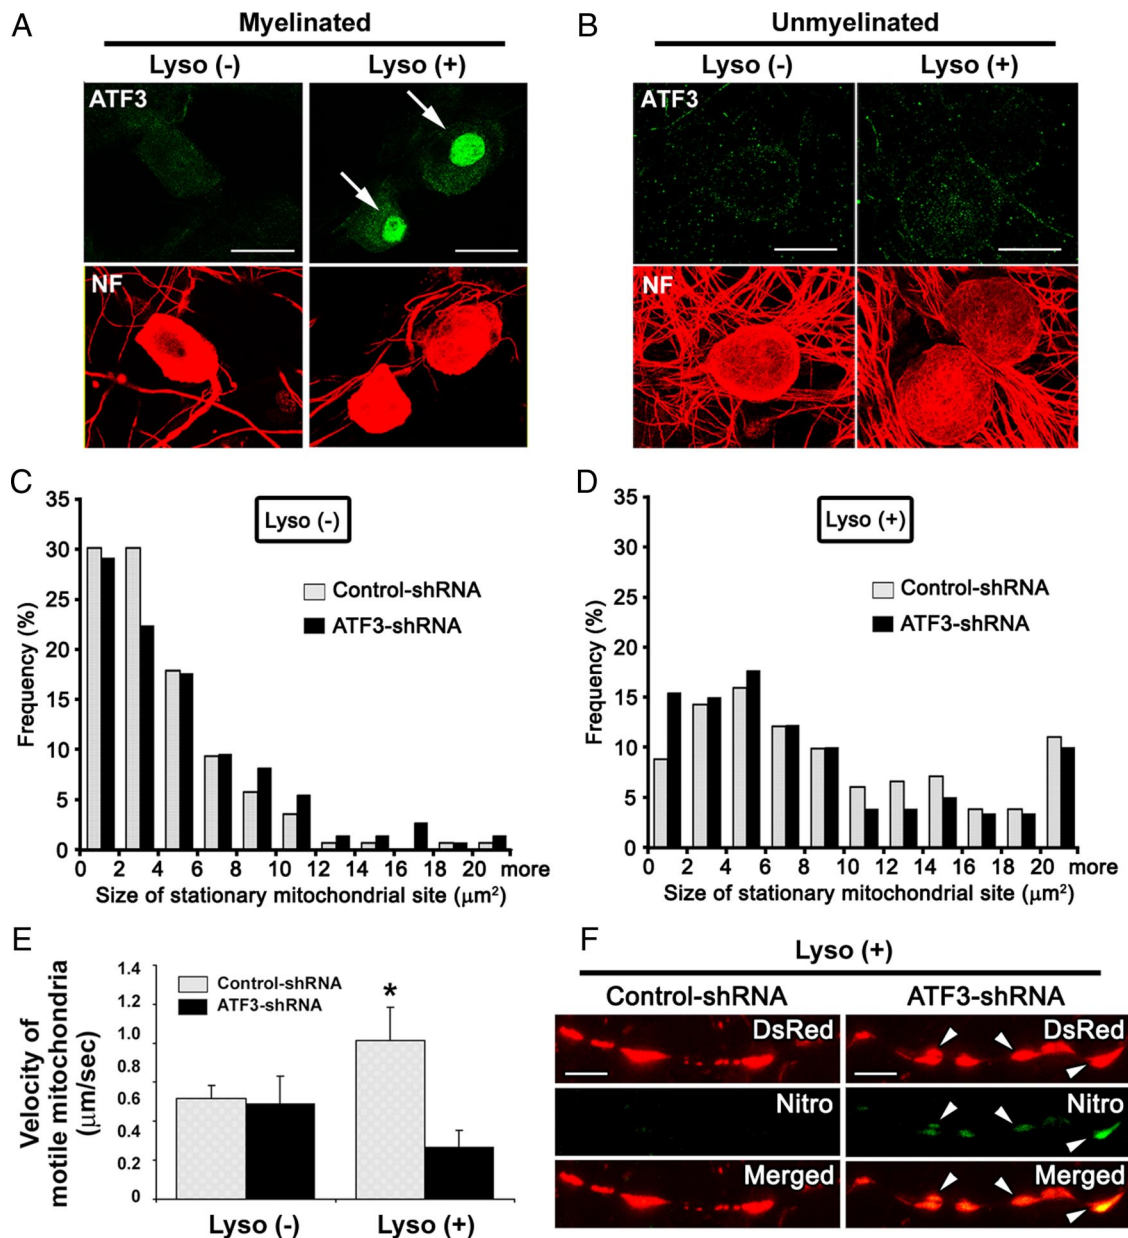 A
Myelinated
Lyso (-) Lyso (+)
ATF3
NF
B
Unmyelinated
Lyso (-) Lyso (+)
ATF3
NF
C
35
30
25
20
15
10
5
0
Frequency (%)
Lyso (-)
Control-shRNA
ATF3-shRNA
0 2 4 6 8 10 12 14 16 18 20 more
Size of stationary mitochondrial site (μm²)
D
35
30
25
20
15
10
5
0
Frequency (%)
Lyso (+)
Control-shRNA
ATF3-shRNA
0 2 4 6 8 10 12 14 16 18 20 more
Size of stationary mitochondrial site (μm²)
E
Velocity of
motile mitochondria
(μm/sec)
1.4
1.2
1.0
0.8
0.6
0.4
0.2
0
Control-shRNA
ATF3-shRNA
*
Lyso (-) Lyso (+)
F
Lyso (+)
Control-shRNA ATF3-shRNA
DsRed DsRed
Nitro Nitro
Merged Merged